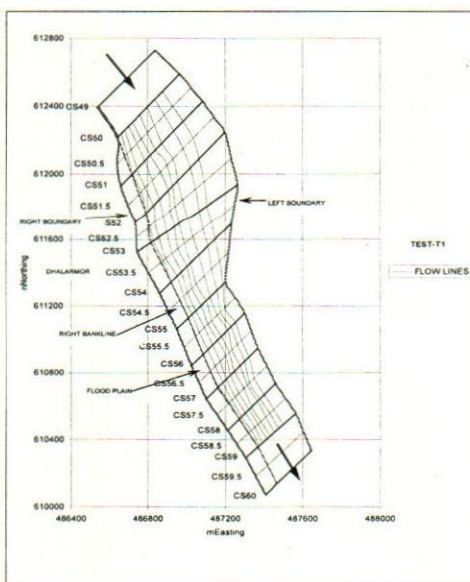 612800
612400
612000
611600
611200
610800
610400
610000
nNorthing
CS49
CS50
CS50.5
CS51
CS51.5
S52
CS52.5
CS53
CS53.5
CS54
CS54.5
CS55
CS55.5
CS56
CS56.5
CS57
CS57.5
CS58
CS58.5
CS59
CS59.5
CS60
RIGHT BOUNDARY
DHALARMOR
RIGHT BANKLINE
FLOOD PLAIN
LEFT BOUNDARY
TEST-T1
FLOW LINES
486400 486800 487200 487600 488000
mEasting